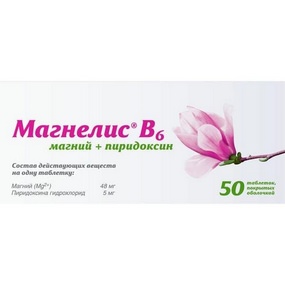 Магнелис® B6
магний + пиридоксин
Состав действующих веществ
на одну таблетку:
Магний (Mg²⁺) 48 мг
Пиридоксина гидрохлорид 5 мг
50 таблеток,
покрытых
оболочкой